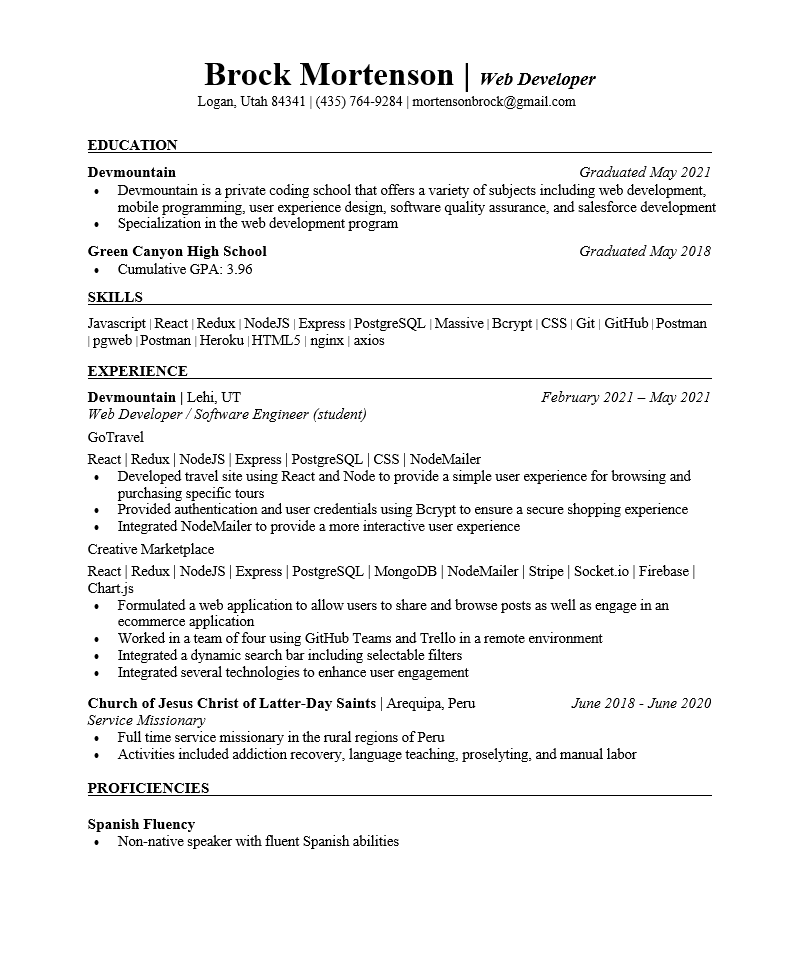 Brock Mortenson | Web Developer
Logan, Utah 84341 | (435) 764-9284 | mortensonbrock@gmail.com
EDUCATION
Devmountain Graduated May 2021
• Devmountain is a private coding school that offers a variety of subjects including web development,
mobile programming, user experience design, software quality assurance, and salesforce development
• Specialization in the web development program
Green Canyon High School Graduated May 2018
• Cumulative GPA: 3.96
SKILLS
Javascript | React | Redux | NodeJS | Express | PostgreSQL | Massive | Bcrypt | CSS | Git | GitHub | Postman
| pgweb | Postman | Heroku | HTML5 | nginx | axios
EXPERIENCE
Devmountain | Lehi, UT February 2021 – May 2021
Web Developer / Software Engineer (student)
GoTravel
React | Redux | NodeJS | Express | PostgreSQL | CSS | NodeMailer
• Developed travel site using React and Node to provide a simple user experience for browsing and
purchasing specific tours
• Provided authentication and user credentials using Bcrypt to ensure a secure shopping experience
• Integrated NodeMailer to provide a more interactive user experience
Creative Marketplace
React | Redux | NodeJS | Express | PostgreSQL | MongoDB | NodeMailer | Stripe | Socket.io | Firebase |
Chart.js
• Formulated a web application to allow users to share and browse posts as well as engage in an
ecommerce application
• Worked in a team of four using GitHub Teams and Trello in a remote environment
• Integrated a dynamic search bar including selectable filters
• Integrated several technologies to enhance user engagement
Church of Jesus Christ of Latter-Day Saints | Arequipa, Peru June 2018 - June 2020
Service Missionary
• Full time service missionary in the rural regions of Peru
• Activities included addiction recovery, language teaching, proselyting, and manual labor
PROFICIENCIES
Spanish Fluency
• Non-native speaker with fluent Spanish abilities